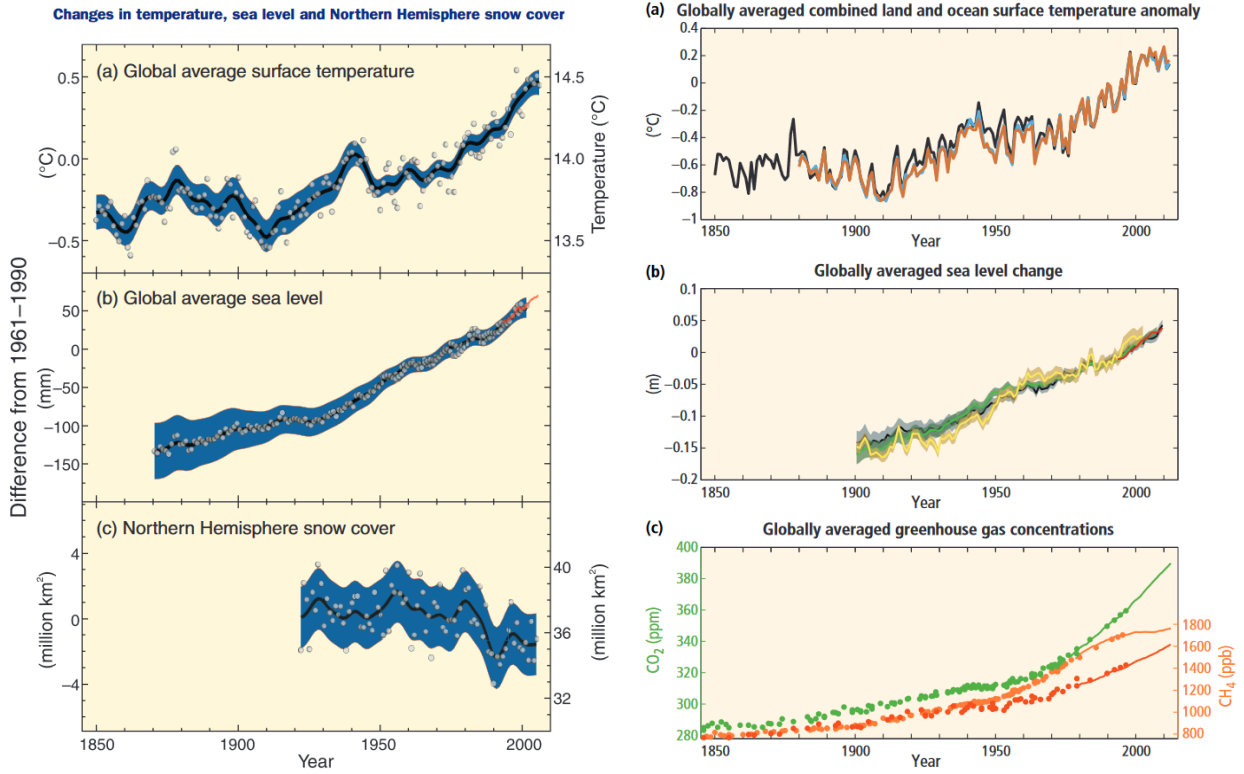 Changes in temperature, sea level and Northern Hemisphere snow cover
Difference from 1961–1990
(a) Global average surface temperature
(°C)
0.5
0.0
−0.5
Temperature (°C)
14.5
14.0
13.5
(b) Global average sea level
(mm)
50
0
−50
−100
−150
(c) Northern Hemisphere snow cover
(million km²)
4
0
−4
(million km²)
40
36
32
1850 1900 1950 2000
Year
(a) Globally averaged combined land and ocean surface temperature anomaly
(°C)
0.4
0.2
0
−0.2
−0.4
−0.6
−0.8
−1
1850 1900 1950 2000
Year
(b) Globally averaged sea level change
(m)
0.1
0.05
0
−0.05
−0.1
−0.15
−0.2
1850 1900 1950 2000
Year
(c) Globally averaged greenhouse gas concentrations
CO₂ (ppm)
400
380
360
340
320
300
280
CH₄ (ppb)
1800
1600
1400
1200
1000
800
1850 1900 1950 2000
Year